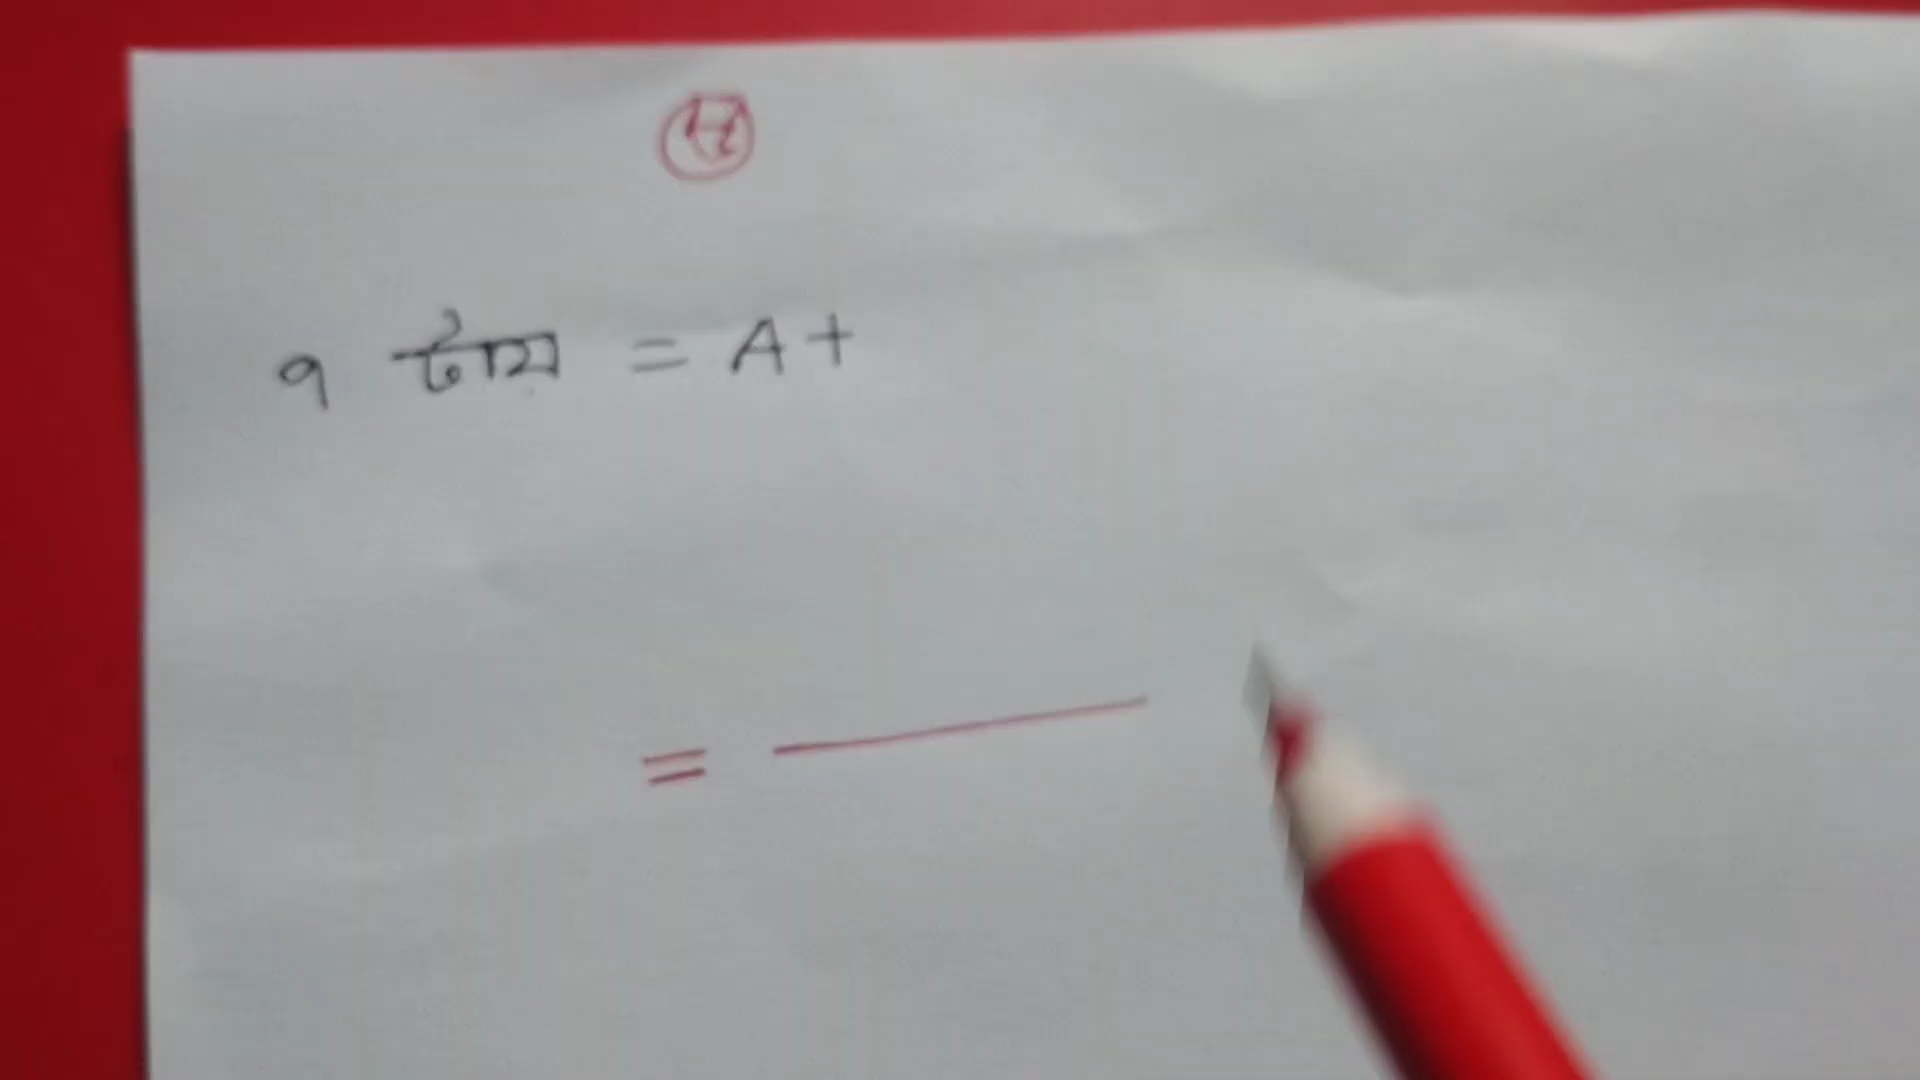 ৭ টায় = A+
=